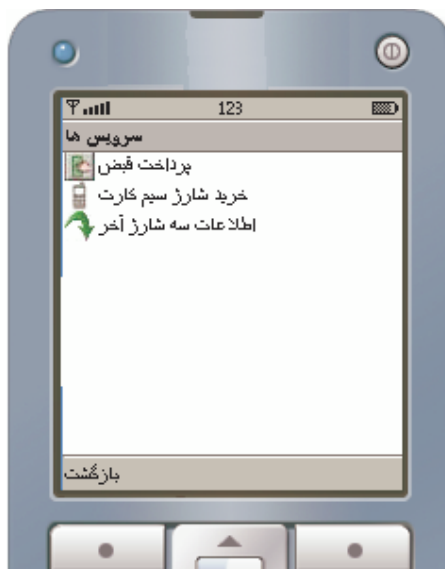 123
سرویس ها
پرداخت قبض
خرید شارژ سیم کارت
اطلاعات سه شارژ آخر
بازگشت